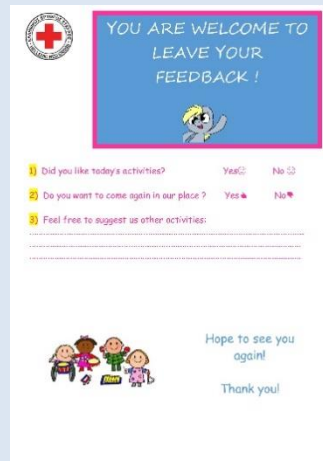 YOU ARE WELCOME TO
LEAVE YOUR
FEEDBACK !
1) Did you like today's activities? Yes☺ No ☹
2) Do you want to come again in our place ? Yes👍 No👎
3) Feel free to suggest us other activities:
Hope to see you
again!
Thank you!